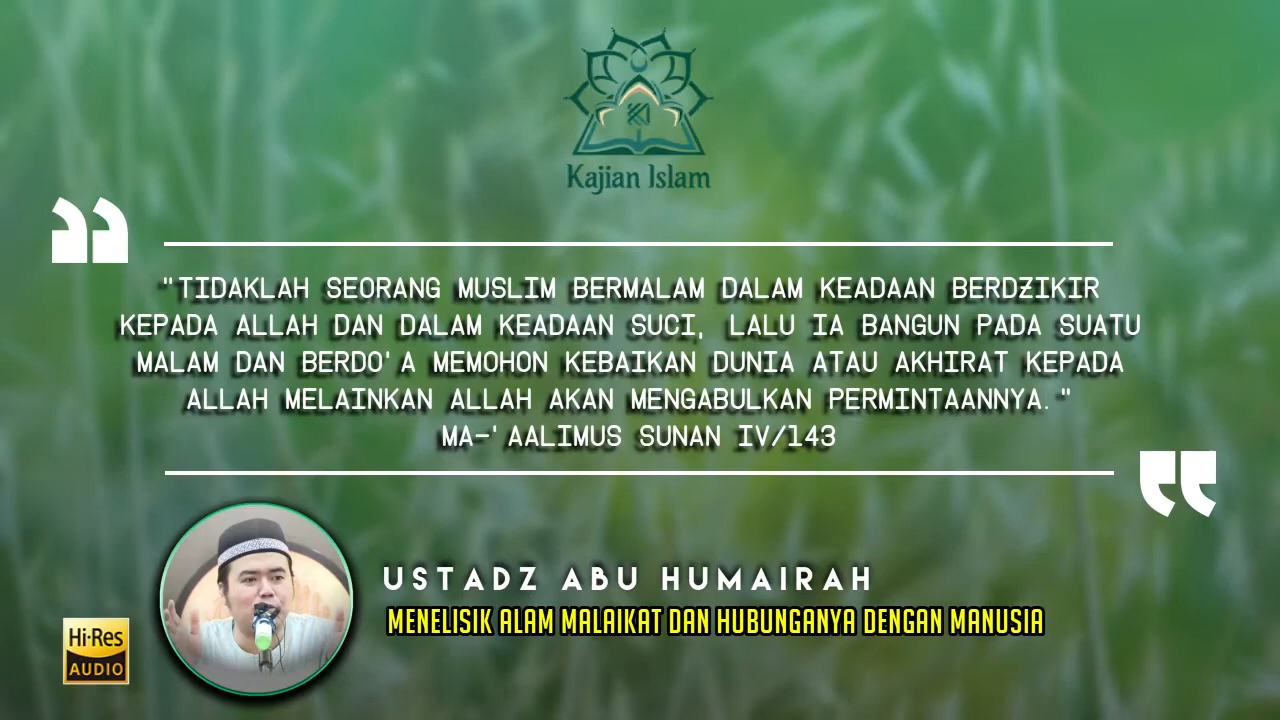 Kajian Islam
"TIDAKLAH SEORANG MUSLIM BERMALAM DALAM KEADAAN BERDZIKIR
KEPADA ALLAH DAN DALAM KEADAAN SUCI, LALU IA BANGUN PADA SUATU
MALAM DAN BERDO'A MEMOHON KEBAIKAN DUNIA ATAU AKHIRAT KEPADA
ALLAH MELAINKAN ALLAH AKAN MENGABULKAN PERMINTAANNYA."
MA-'AALIMUS SUNAN IV/143
USTADZ ABU HUMAIRAH
MENELISIK ALAM MALAIKAT DAN HUBUNGANYA DENGAN MANUSIA
Hi-Res
AUDIO